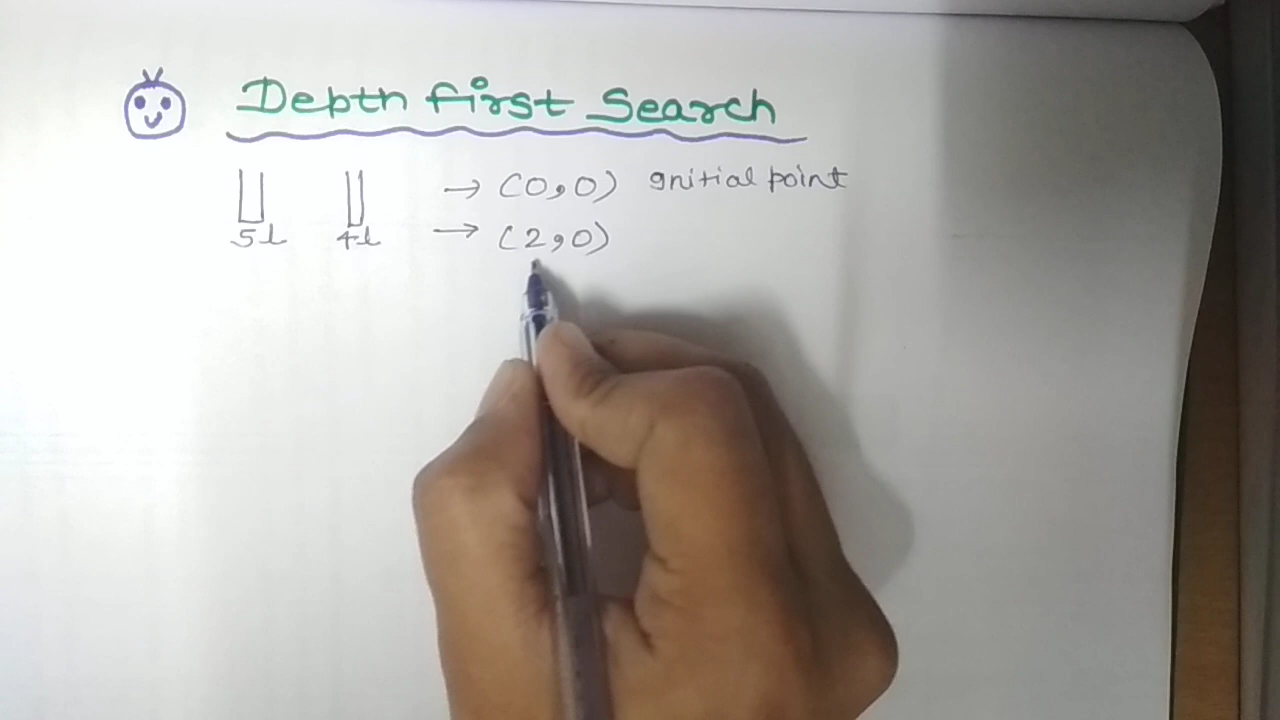 Depth first Search
→ (0,0) Initial point
5l 4l → (2,0)